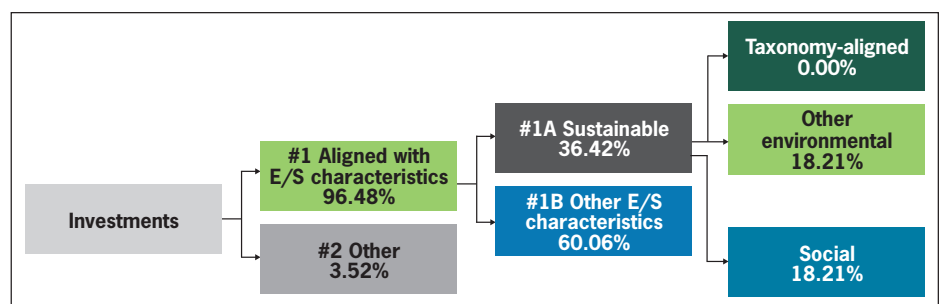 Investments
#1 Aligned with
E/S characteristics
96.48%
#2 Other
3.52%
#1A Sustainable
36.42%
#1B Other E/S
characteristics
60.06%
Taxonomy-aligned
0.00%
Other
environmental
18.21%
Social
18.21%